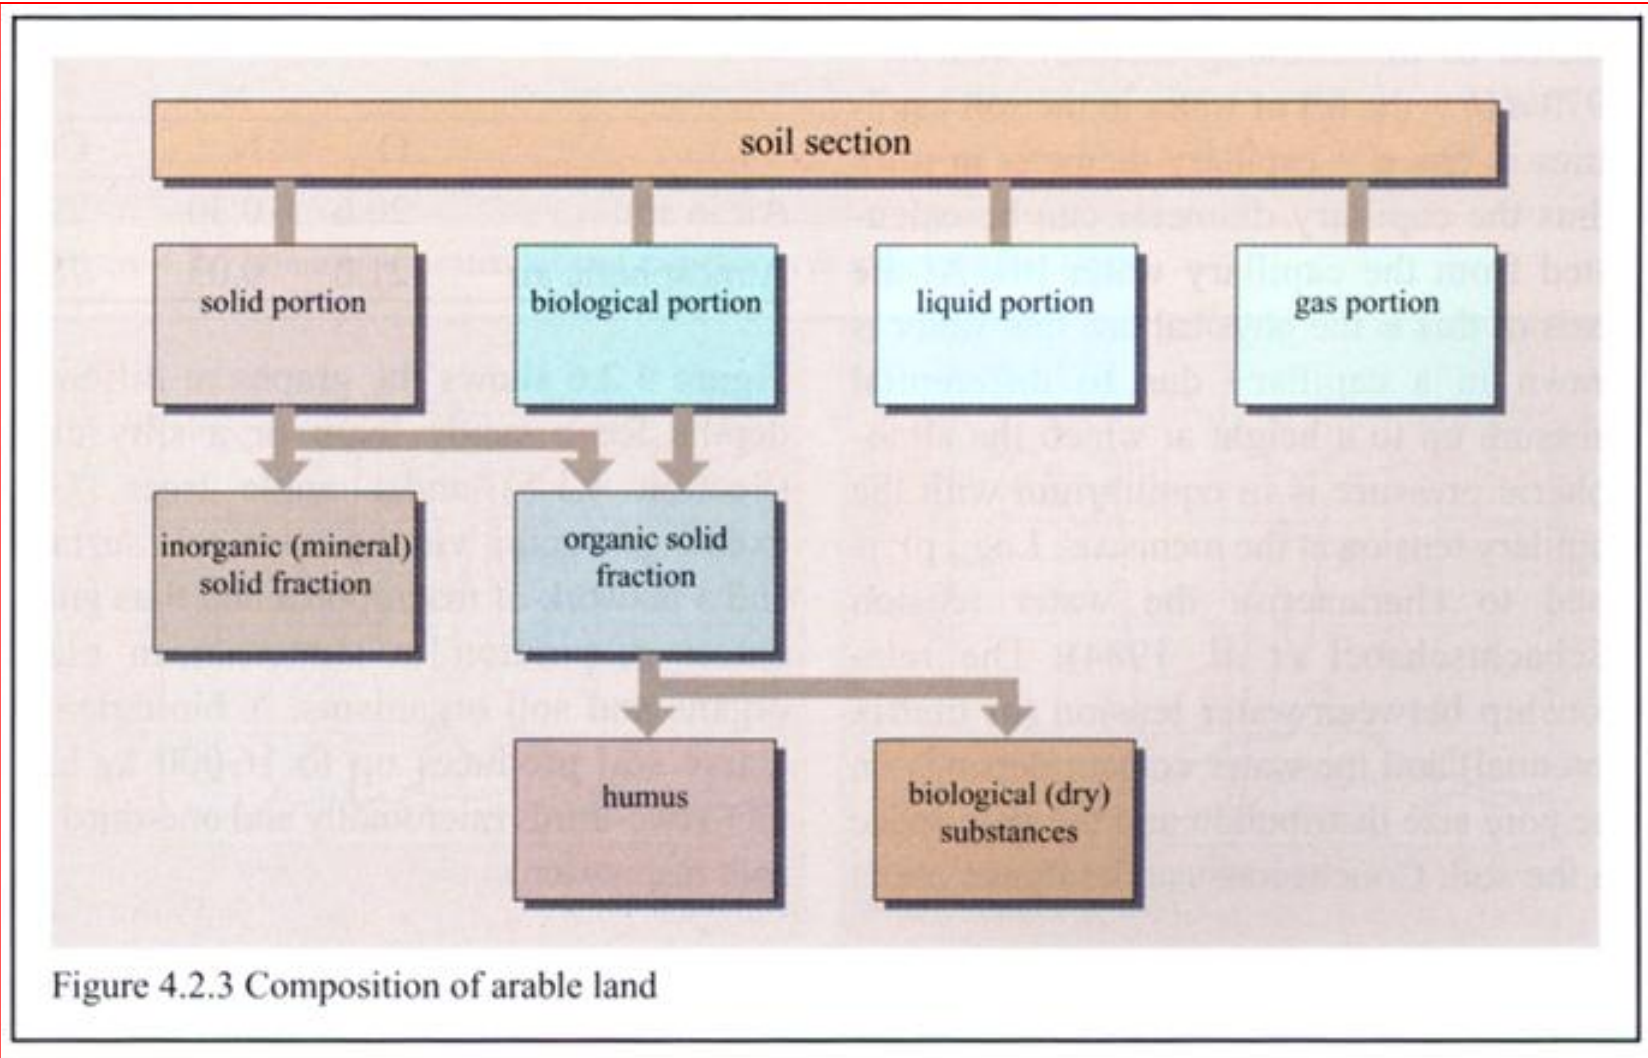 soil section
solid portion
biological portion
liquid portion
gas portion
inorganic (mineral)
solid fraction
organic solid
fraction
humus
biological (dry)
substances
Figure 4.2.3 Composition of arable land